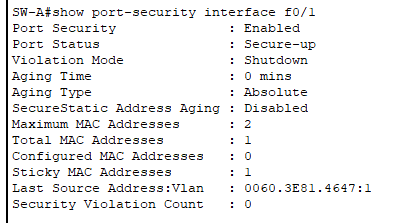 SW-A#show port-security interface f0/1
Port Security : Enabled
Port Status : Secure-up
Violation Mode : Shutdown
Aging Time : 0 mins
Aging Type : Absolute
SecureStatic Address Aging : Disabled
Maximum MAC Addresses : 2
Total MAC Addresses : 1
Configured MAC Addresses : 0
Sticky MAC Addresses : 1
Last Source Address:Vlan : 0060.3E81.4647:1
Security Violation Count : 0